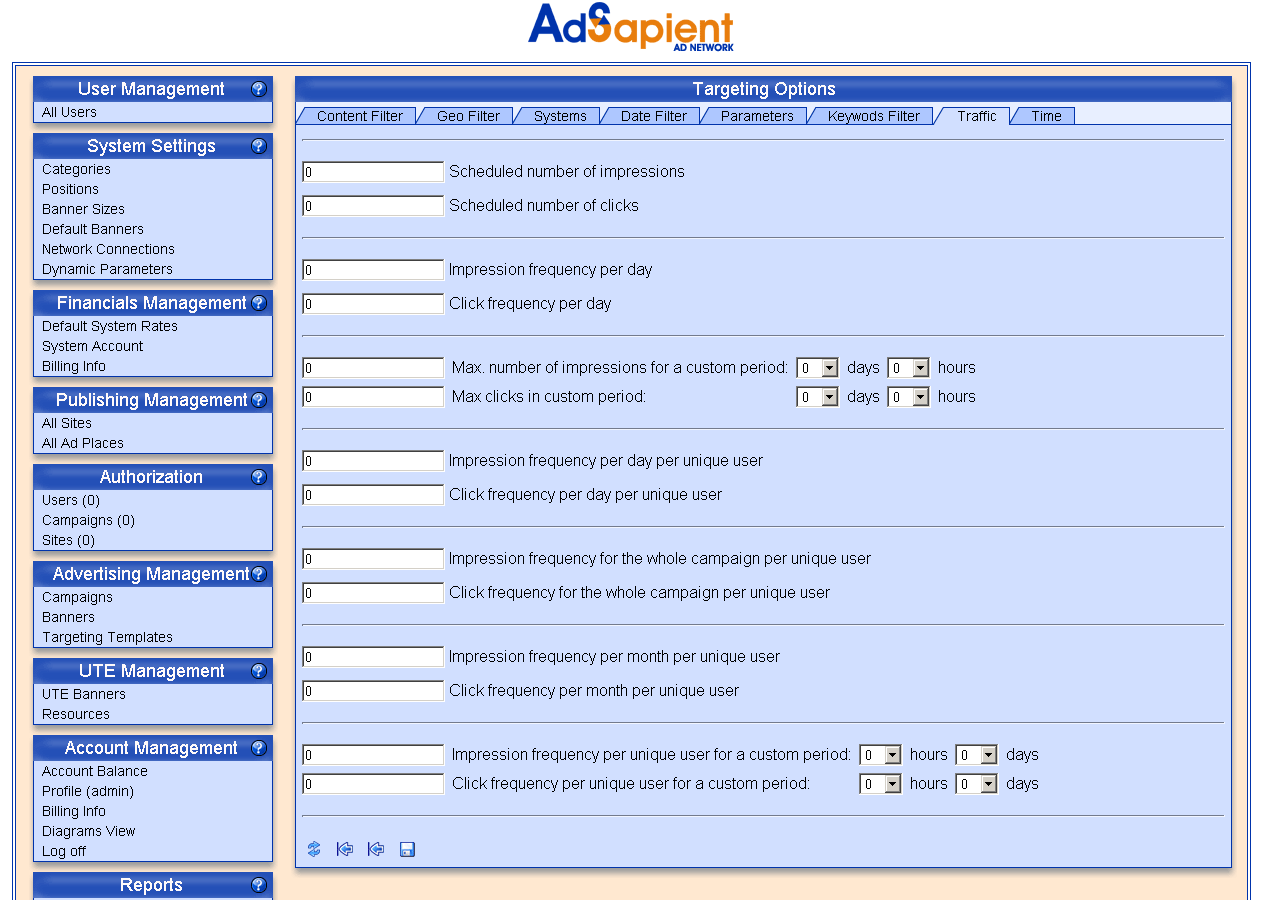 AdSapient
AD NETWORK
User Management ?
All Users
System Settings ?
Categories
Positions
Banner Sizes
Default Banners
Network Connections
Dynamic Parameters
Financials Management ?
Default System Rates
System Account
Billing Info
Publishing Management ?
All Sites
All Ad Places
Authorization ?
Users (0)
Campaigns (0)
Sites (0)
Advertising Management ?
Campaigns
Banners
Targeting Templates
UTE Management ?
UTE Banners
Resources
Account Management ?
Account Balance
Profile (admin)
Billing Info
Diagrams View
Log off
Reports ?
Targeting Options
Content Filter Geo Filter Systems Date Filter Parameters Keywods Filter Traffic Time
0 Scheduled number of impressions
0 Scheduled number of clicks
0 Impression frequency per day
0 Click frequency per day
0 Max. number of impressions for a custom period: 0 days 0 hours
0 Max clicks in custom period: 0 days 0 hours
0 Impression frequency per day per unique user
0 Click frequency per day per unique user
0 Impression frequency for the whole campaign per unique user
0 Click frequency for the whole campaign per unique user
0 Impression frequency per month per unique user
0 Click frequency per month per unique user
0 Impression frequency per unique user for a custom period: 0 hours 0 days
0 Click frequency per unique user for a custom period: 0 hours 0 days